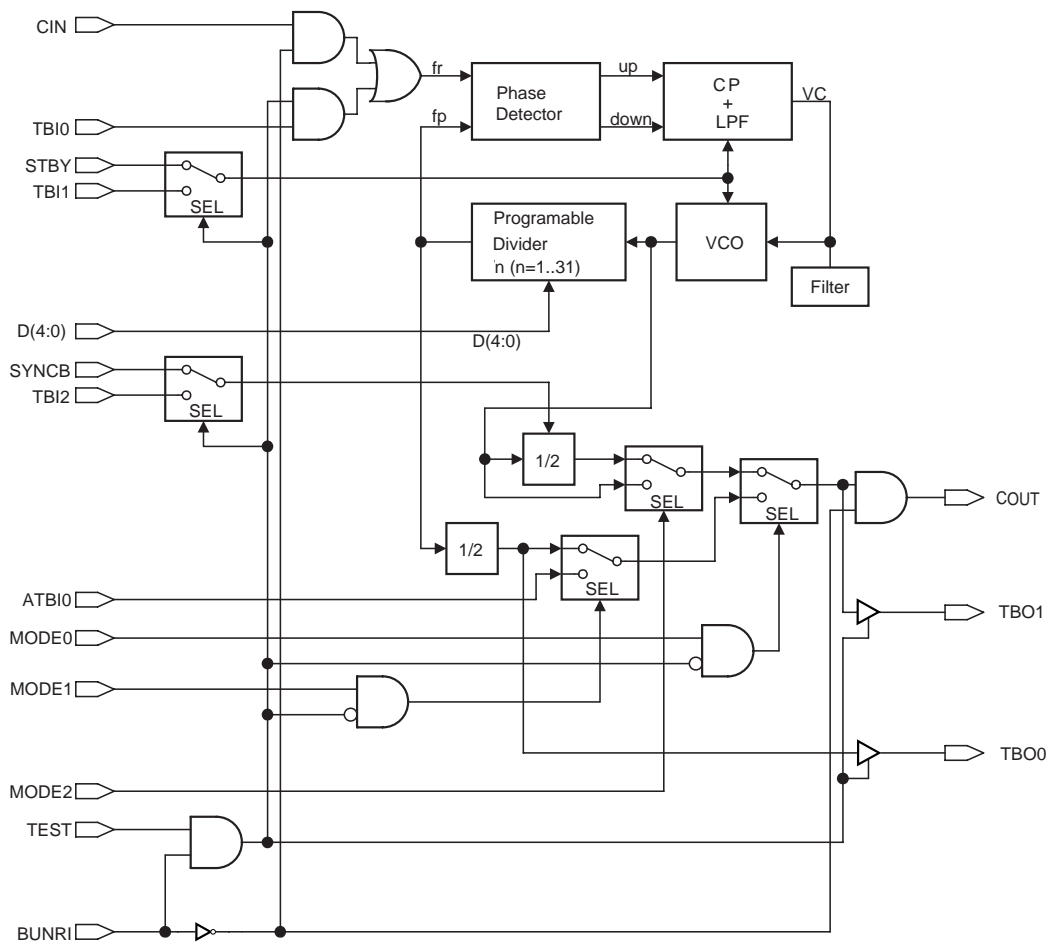 CIN
TBI0
STBY
TBI1
SEL
fr
fp
Phase
Detector
up
down
CP
+
LPF
VC
Programable
Divider
\n (n=1..31)
VCO
Filter
D(4:0)
D(4:0)
SYNCB
TBI2
SEL
1/2
SEL
SEL
COUT
1/2
SEL
ATBI0
TBO1
MODE0
MODE1
TBO0
MODE2
TEST
BUNRI